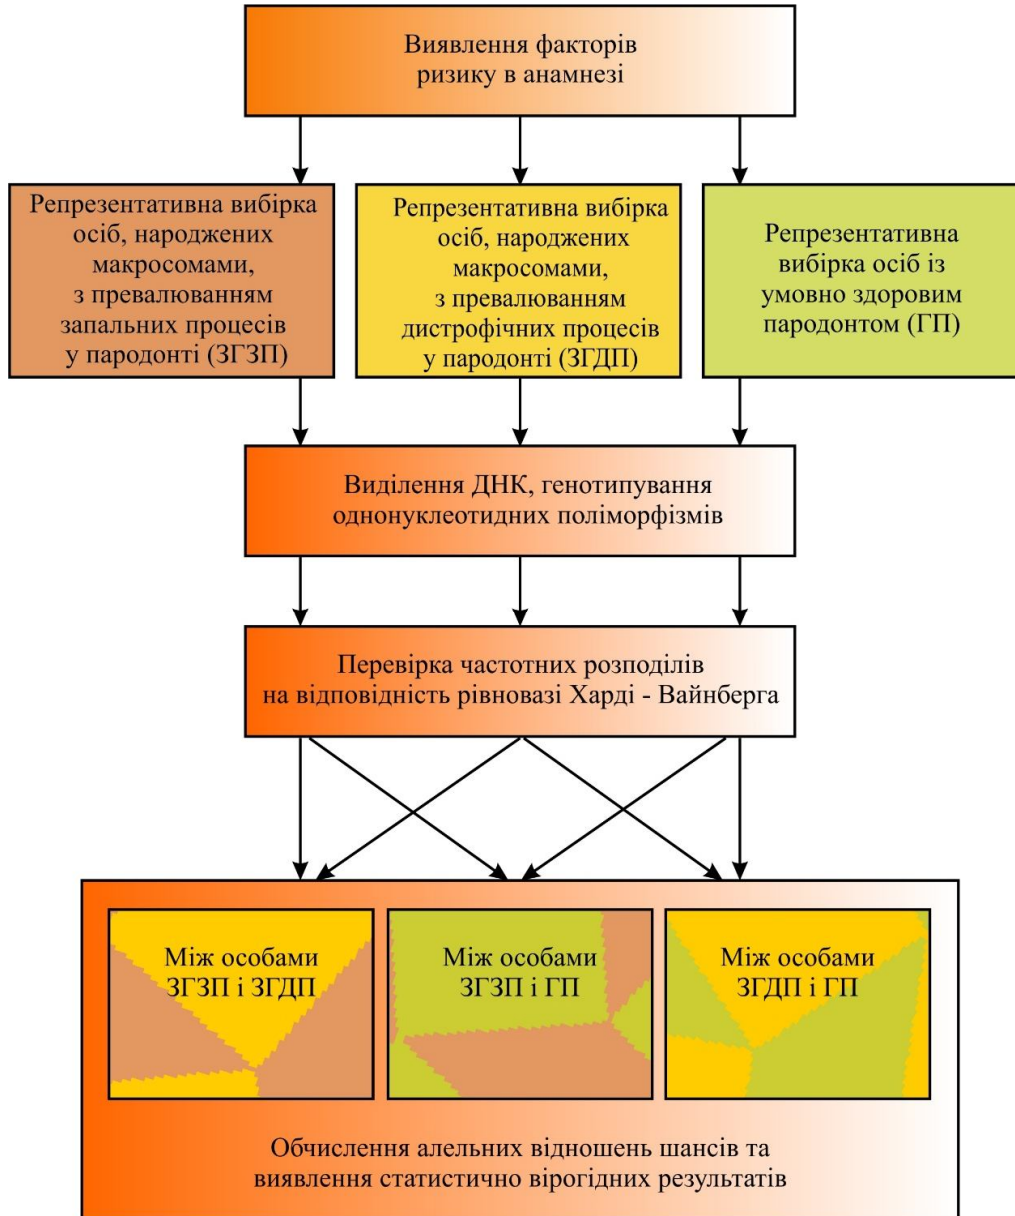 Виявлення факторів
ризику в анамнезі
Репрезентативна вибірка
осіб, народжених
макросомами,
з превалюванням
запальних процесів
у пародонті (ЗГЗП)
Репрезентативна вибірка
осіб, народжених
макросомами,
з превалюванням
дистрофічних процесів
у пародонті (ЗГДП)
Репрезентативна
вибірка осіб із
умовно здоровим
пародонтом (ГП)
Виділення ДНК, генотипування
однонуклеотидних поліморфізмів
Перевірка частотних розподілів
на відповідність рівновазі Харді - Вайнберга
Між особами
ЗГЗП і ЗГДП
Між особами
ЗГЗП і ГП
Між особами
ЗГДП і ГП
Обчислення алельних відношень шансів та
виявлення статистично вірогідних результатів